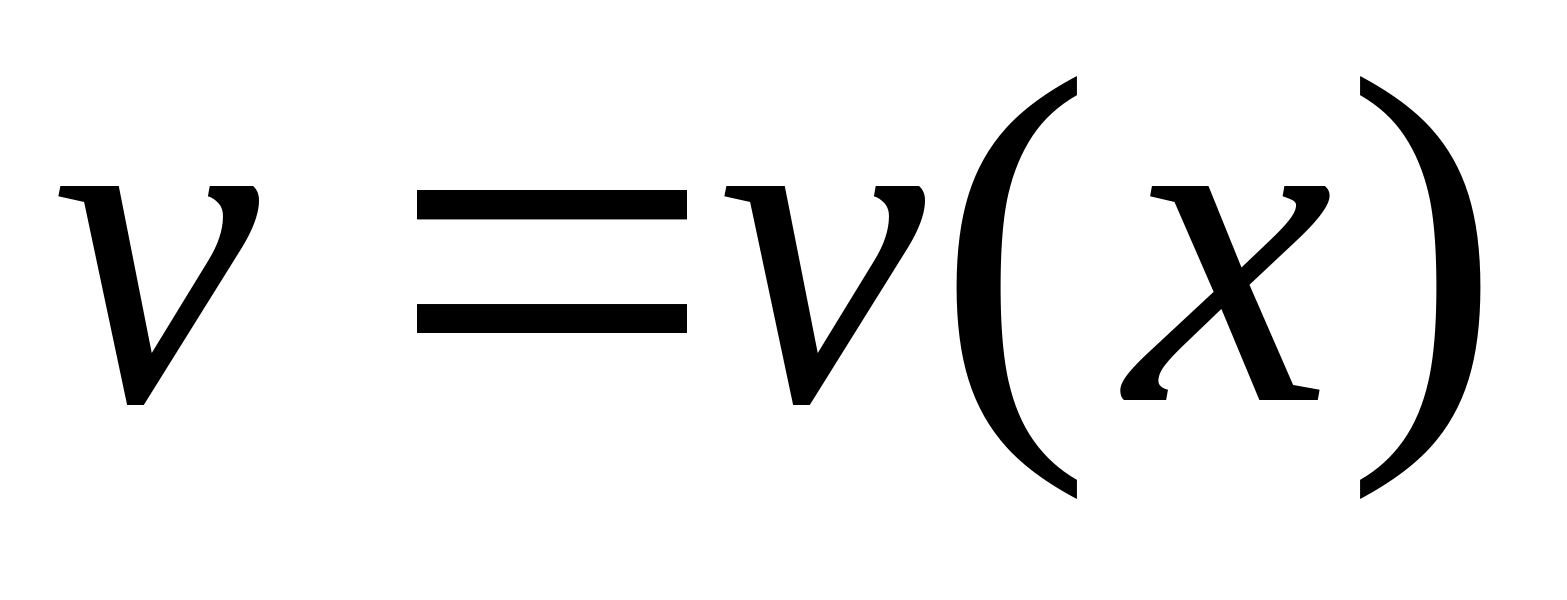 v = v(x)